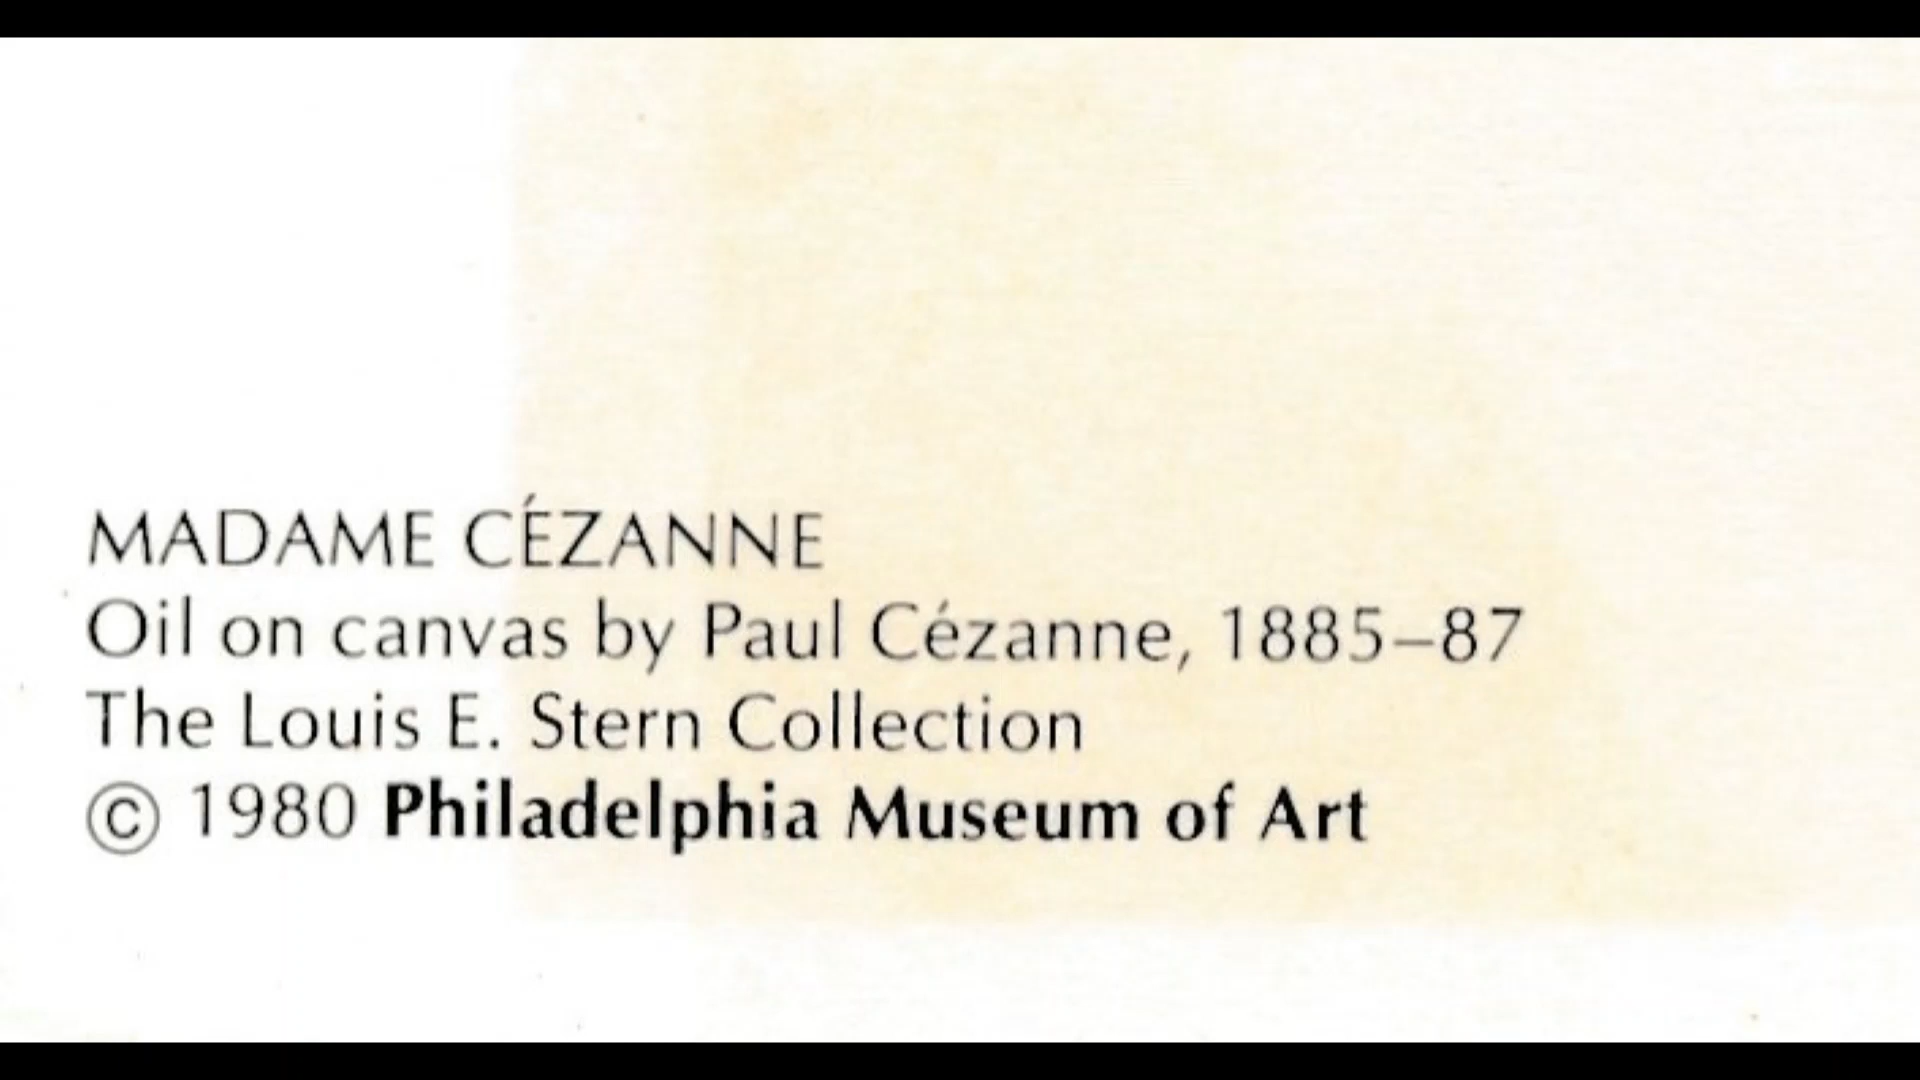 MADAME CÉZANNE
Oil on canvas by Paul Cézanne, 1885–87
The Louis E. Stern Collection
© 1980 Philadelphia Museum of Art